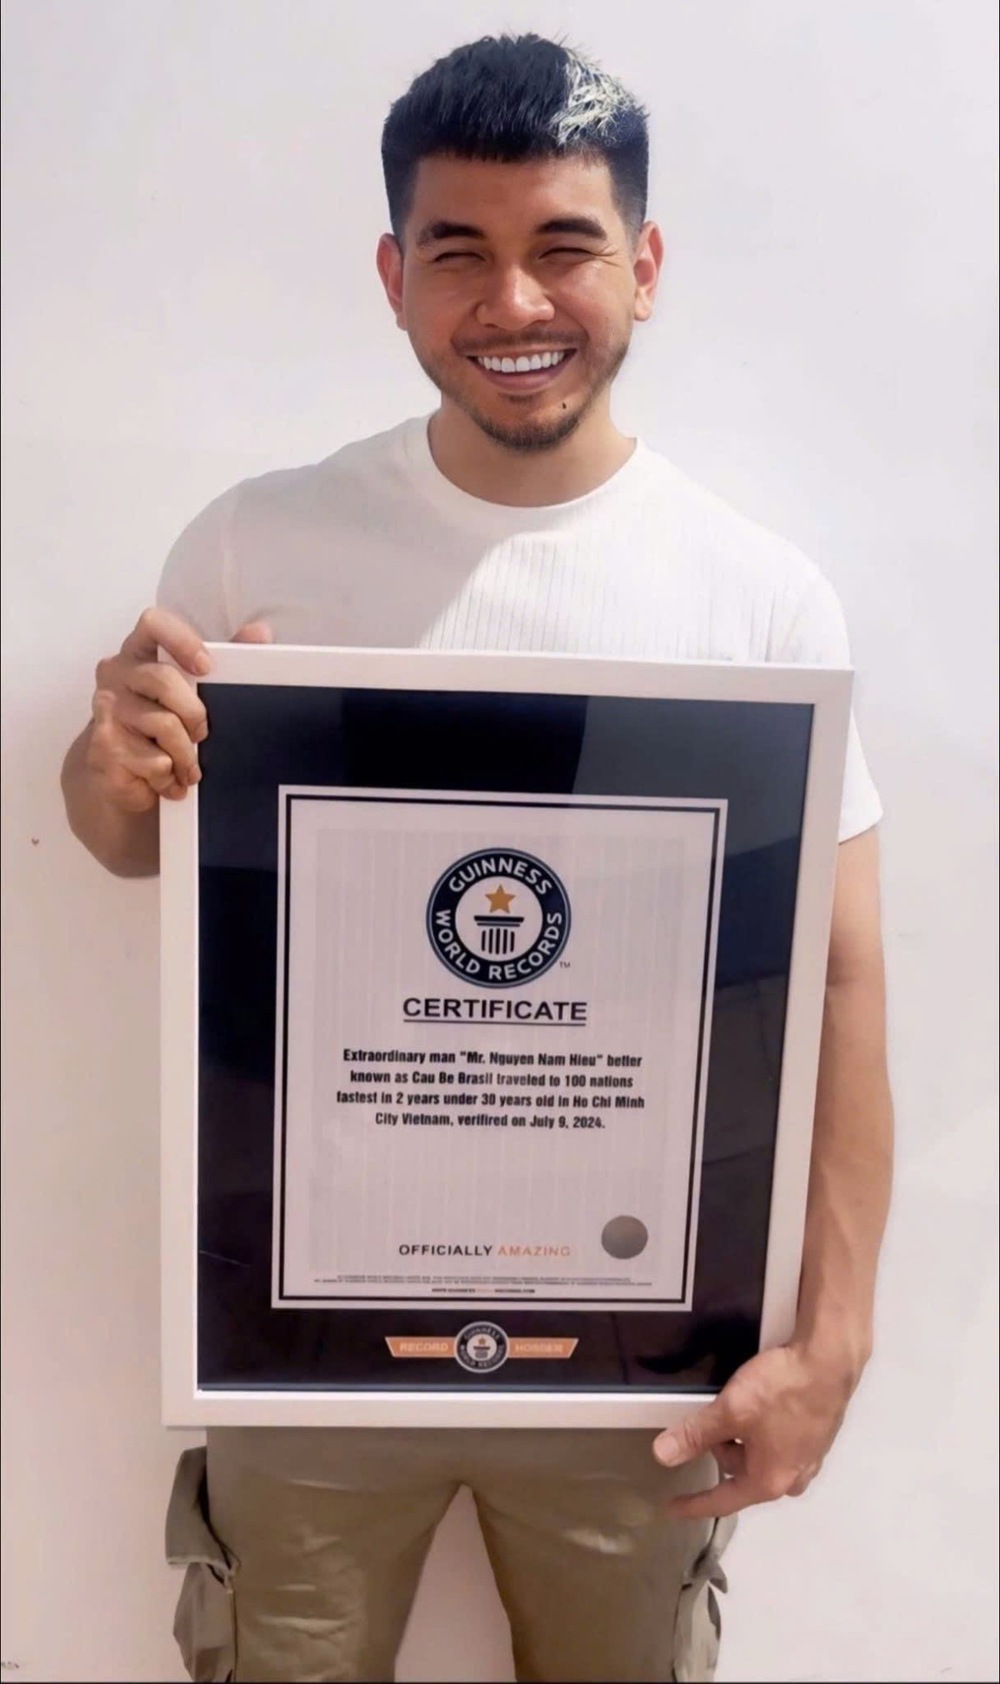 GUINNESS
WORLD RECORDS
TM
CERTIFICATE
Extraordinary man "Mr. Nguyen Nam Hieu" better
known as Cau Be Brasil traveled to 100 nations
fastest in 2 years under 30 years old in Ho Chi Minh
City Vietnam, verifired on July 9, 2024.
OFFICIALLY AMAZING
RECORD